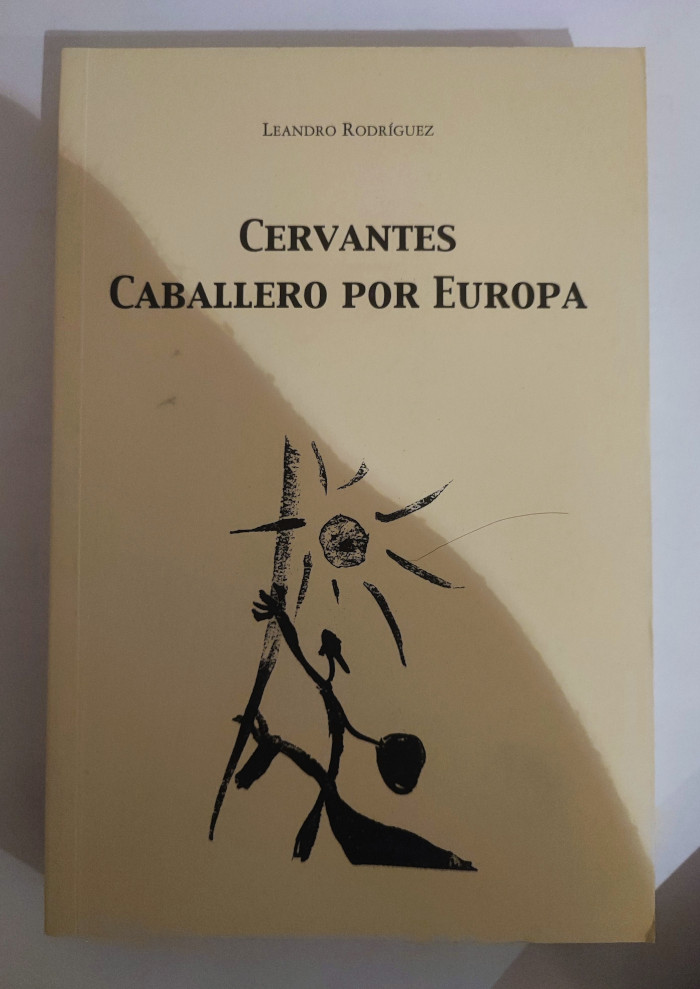 Leandro Rodríguez
Cervantes
Caballero por Europa